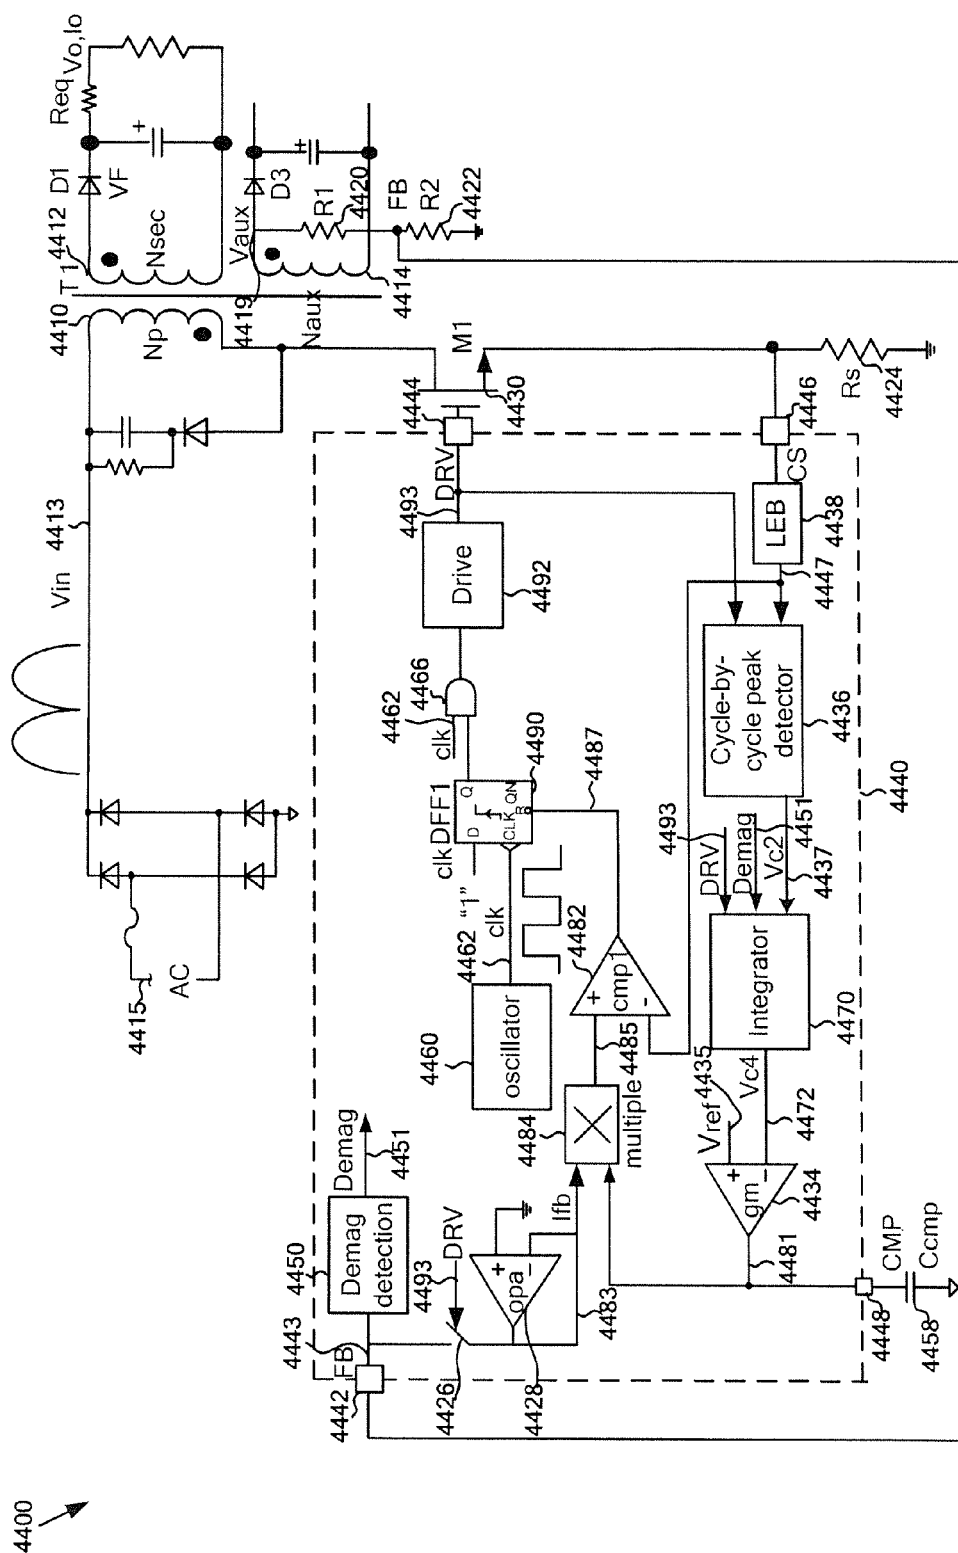 4400
4415
AC
Vin
4413
4410
T1
4412
D1
VF
Req
Vo,Io
+
Np
Nsec
4419
Vaux
Naux
4414
D3
+
R1
4420
FB
R2
4422
M1
4430
4444
DRV
4493
Drive
4492
4466
4462
clk
4442
FB
4443
4450
Demag
detection
Demag
4451
4426
4493
DRV
opa
+
-
4428
Ifb
4483
4460
oscillator
4462
clk
"1"
clk
DFF1
D
Q
CLK
R
QN
4490
4487
4484
multiple
4485
cmp1
+
-
4482
Vref
4435
gm
+
-
4434
4481
Vc4
4472
Integrator
4470
DRV
4493
Demag
4451
Vc2
4437
Cycle-by-
cycle peak
detector
4436
4447
LEB
4438
CS
4446
Rs
4424
4440
4448
CMP
Ccmp
4458